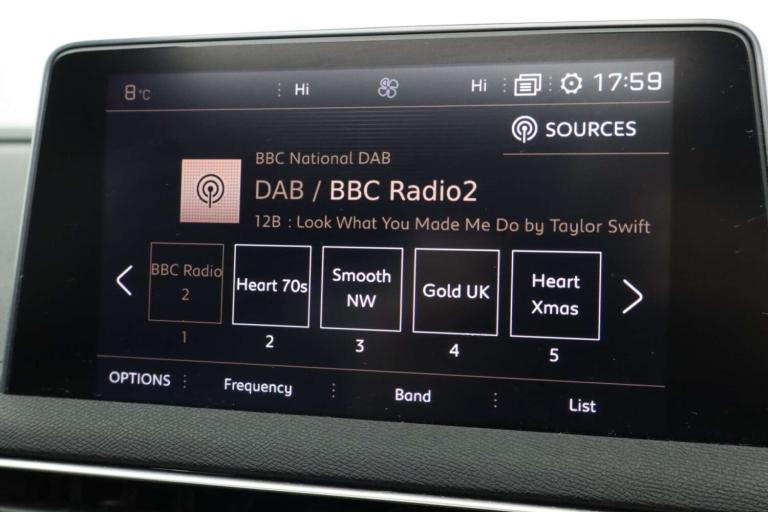 8°C Hi Hi 17:59
SOURCES
BBC National DAB
DAB / BBC Radio2
12B : Look What You Made Me Do by Taylor Swift
BBC Radio
2
Heart 70s
Smooth
NW
Gold UK
Heart
Xmas
1 2 3 4 5
OPTIONS Frequency Band List